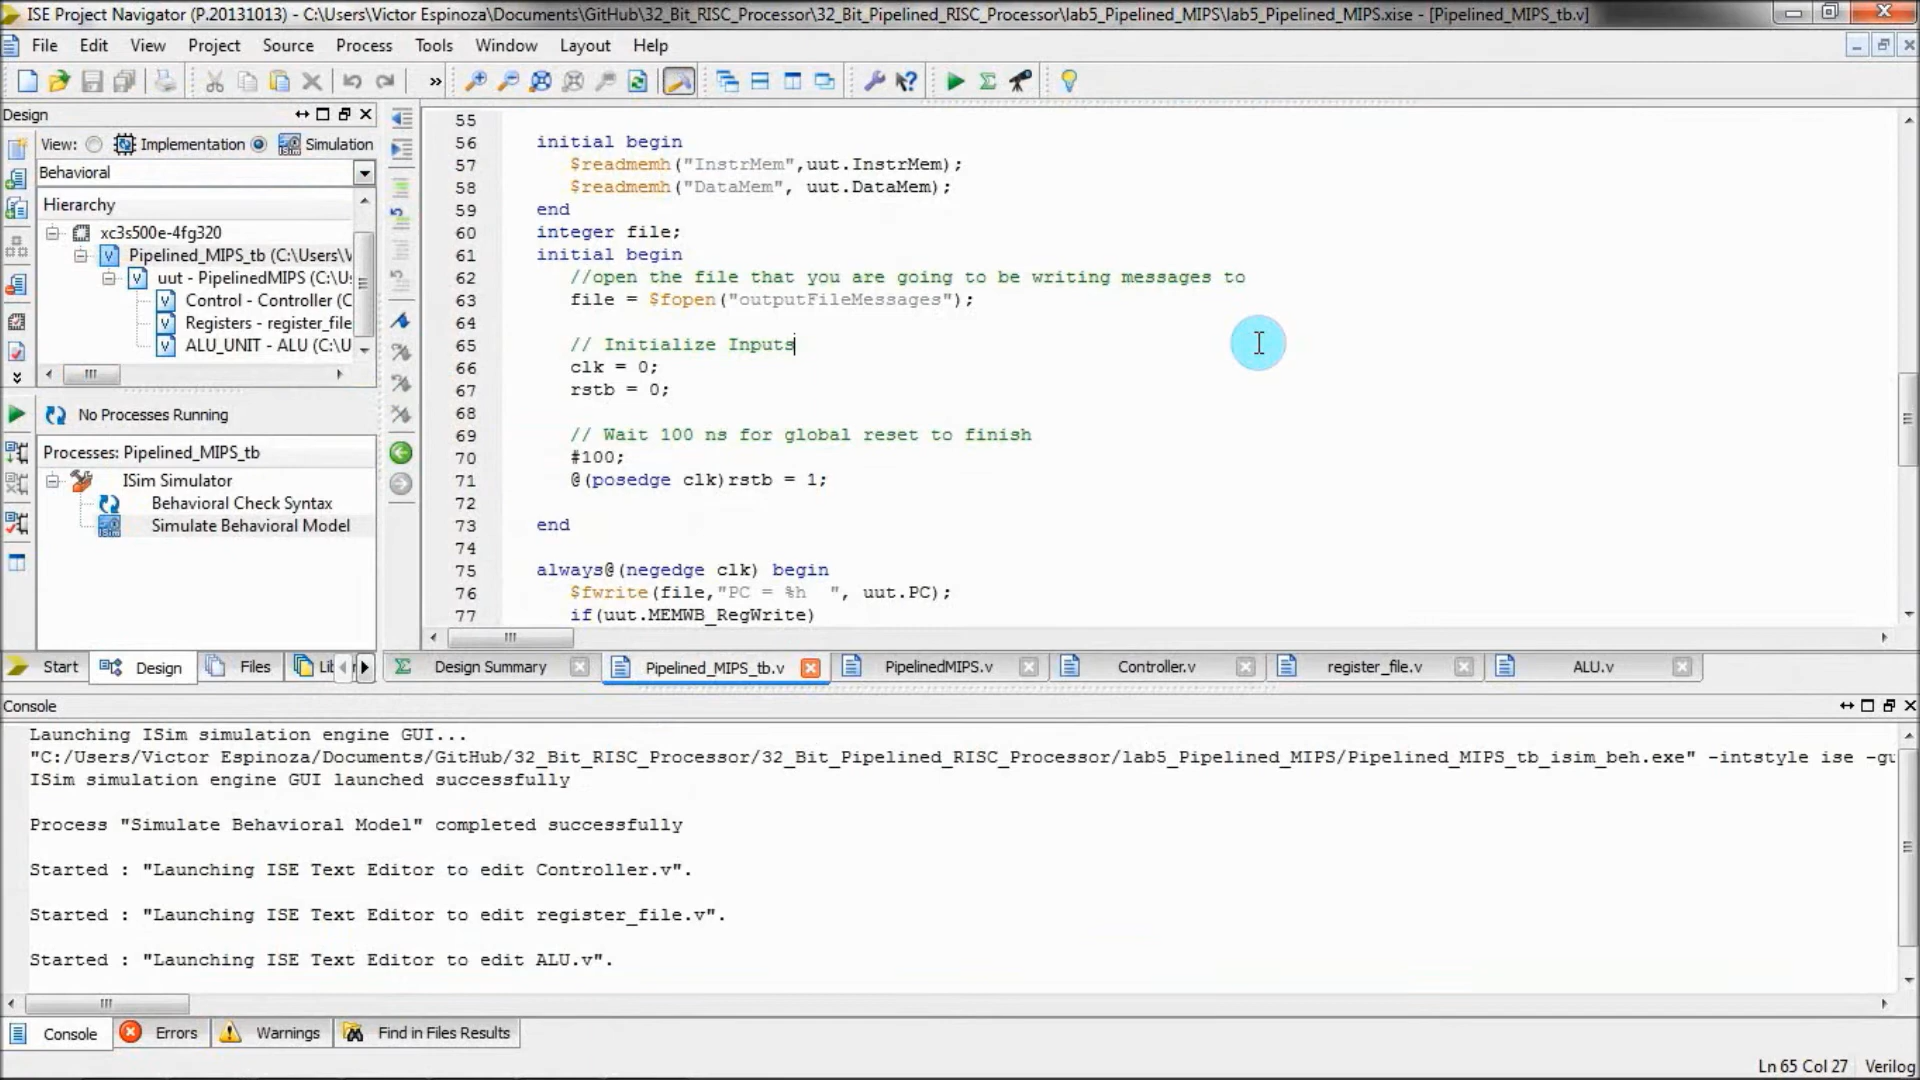 ISE Project Navigator (P.20131013) - C:\Users\Victor Espinoza\Documents\GitHub\32_Bit_RISC_Processor\32_Bit_Pipelined_RISC_Processor\lab5_Pipelined_MIPS\lab5_Pipelined_MIPS.xise - [Pipelined_MIPS_tb.v]
File Edit View Project Source Process Tools Window Layout Help
Design
View: Implementation Simulation
Behavioral
Hierarchy
xc3s500e-4fg320
Pipelined_MIPS_tb (C:\Users\V
uut - PipelinedMIPS (C:\U:
Control - Controller (C
Registers - register_file
ALU_UNIT - ALU (C:\U
No Processes Running
Processes: Pipelined_MIPS_tb
ISim Simulator
Behavioral Check Syntax
Simulate Behavioral Model
55
56 initial begin
57 $readmemh("InstrMem",uut.InstrMem);
58 $readmemh("DataMem", uut.DataMem);
59 end
60 integer file;
61 initial begin
62 //open the file that you are going to be writing messages to
63 file = $fopen("outputFileMessages");
64
65 // Initialize Inputs
66 clk = 0;
67 rstb = 0;
68
69 // Wait 100 ns for global reset to finish
70 #100;
71 @(posedge clk)rstb = 1;
72
73 end
74
75 always@(negedge clk) begin
76 $fwrite(file,"PC = %h  ", uut.PC);
77 if(uut.MEMWB_RegWrite)
Start Design Files Lib
Design Summary Pipelined_MIPS_tb.v PipelinedMIPS.v Controller.v register_file.v ALU.v
Console
Launching ISim simulation engine GUI...
"C:/Users/Victor Espinoza/Documents/GitHub/32_Bit_RISC_Processor/32_Bit_Pipelined_RISC_Processor/lab5_Pipelined_MIPS/Pipelined_MIPS_tb_isim_beh.exe" -intstyle ise -gu
ISim simulation engine GUI launched successfully
Process "Simulate Behavioral Model" completed successfully
Started : "Launching ISE Text Editor to edit Controller.v".
Started : "Launching ISE Text Editor to edit register_file.v".
Started : "Launching ISE Text Editor to edit ALU.v".
Console Errors Warnings Find in Files Results
Ln 65 Col 27 Verilog